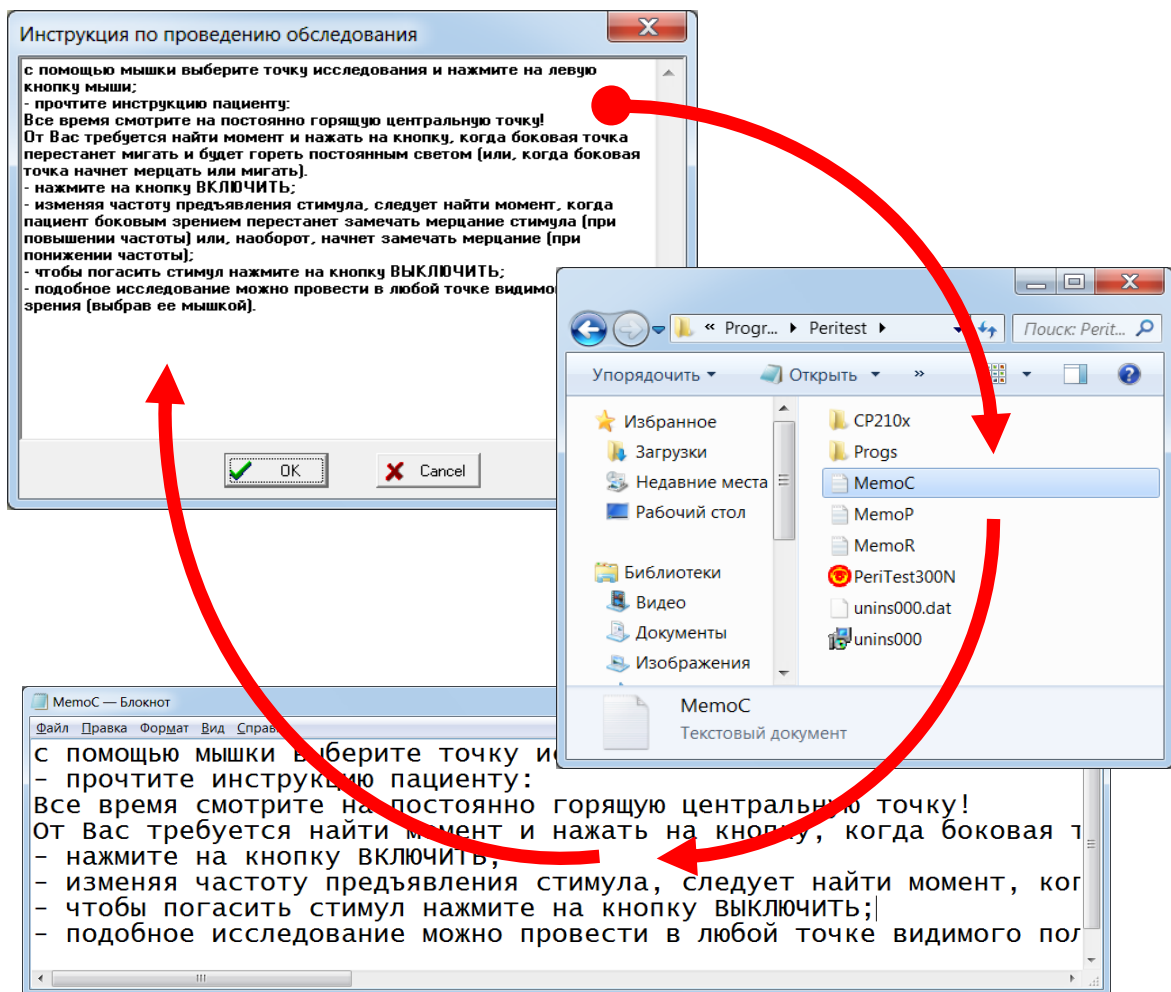 Инструкция по проведению обследования
с помощью мышки выберите точку исследования и нажмите на левую
кнопку мыши;
- прочтите инструкцию пациенту:
Все время смотрите на постоянно горящую центральную точку!
От Вас требуется найти момент и нажать на кнопку, когда боковая точка
перестанет мигать и будет гореть постоянным светом (или, когда боковая
точка начнет мерцать или мигать).
- нажмите на кнопку ВКЛЮЧИТЬ;
- изменяя частоту предъявления стимула, следует найти момент, когда
пациент боковым зрением перестанет замечать мерцание стимула (при
повышении частоты) или, наоборот, начнет замечать мерцание (при
понижении частоты);
- чтобы погасить стимул нажмите на кнопку ВЫКЛЮЧИТЬ;
- подобное исследование можно провести в любой точке видимо
зрения (выбрав ее мышкой).
OK
Cancel
« Progr... Peritest
Поиск: Perit...
Упорядочить Открыть »
Избранное
Загрузки
Недавние места
Рабочий стол
Библиотеки
Видео
Документы
Изображения
CP210x
Progs
MemoC
MemoP
MemoR
PeriTest300N
unins000.dat
unins000
MemoC
Текстовый документ
MemoC — Блокнот
Файл Правка Формат Вид Справ
с помощью мышки выберите точку ис
- прочтите инструкцию пациенту:
Все время смотрите на постоянно горящую центральную точку!
От Вас требуется найти момент и нажать на кнопку, когда боковая т
- нажмите на кнопку ВКЛЮЧИТЬ;
- изменяя частоту предъявления стимула, следует найти момент, ког
- чтобы погасить стимул нажмите на кнопку ВЫКЛЮЧИТЬ;
- подобное исследование можно провести в любой точке видимого пол